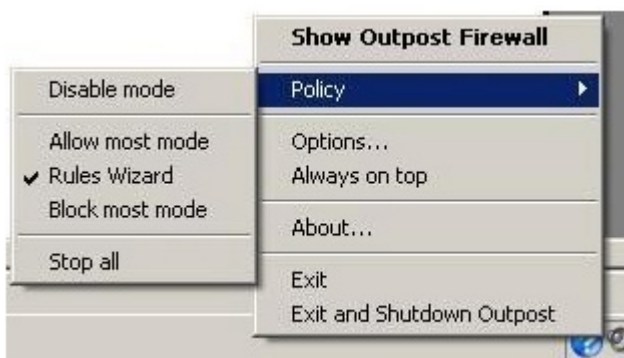 Show Outpost Firewall
Policy
Options...
Always on top
About...
Exit
Exit and Shutdown Outpost
Disable mode
Allow most mode
Rules Wizard
Block most mode
Stop all